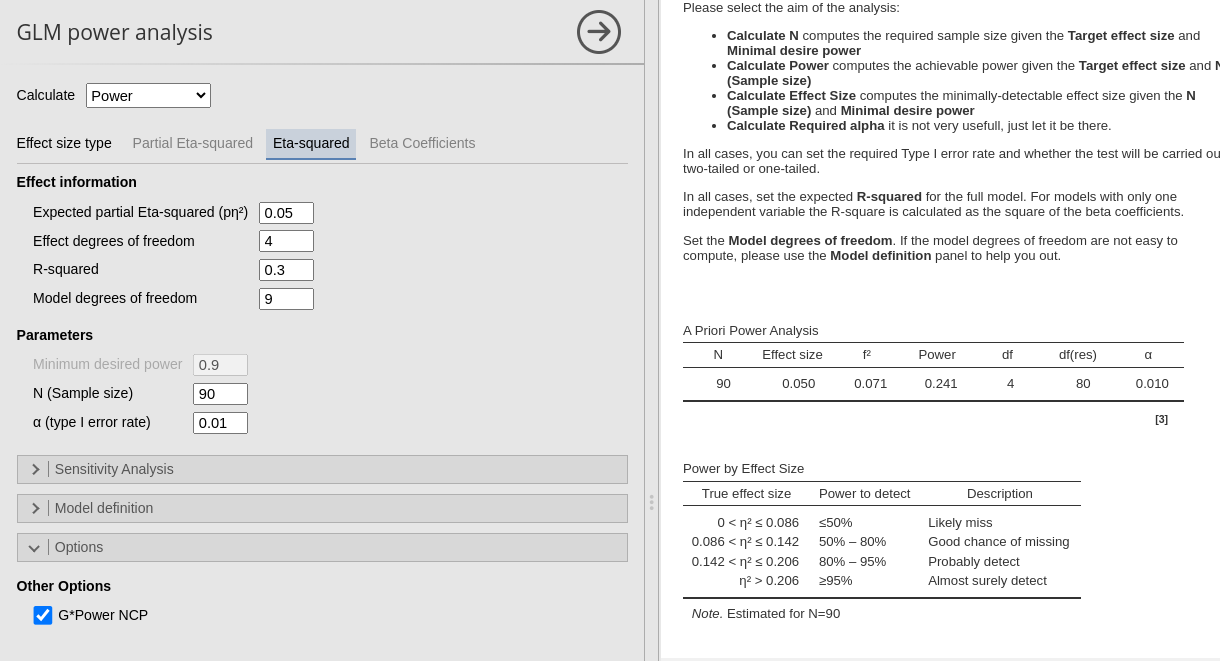 GLM power analysis
Calculate Power
Effect size type Partial Eta-squared Eta-squared Beta Coefficients
Effect information
Expected partial Eta-squared (pη²) 0.05
Effect degrees of freedom 4
R-squared 0.3
Model degrees of freedom 9
Parameters
Minimum desired power 0.9
N (Sample size) 90
α (type I error rate) 0.01
Sensitivity Analysis
Model definition
Options
Other Options
G*Power NCP
Please select the aim of the analysis:
• Calculate N computes the required sample size given the Target effect size and
Minimal desire power
• Calculate Power computes the achievable power given the Target effect size and N
(Sample size)
• Calculate Effect Size computes the minimally-detectable effect size given the N
(Sample size) and Minimal desire power
• Calculate Required alpha it is not very usefull, just let it be there.
In all cases, you can set the required Type I error rate and whether the test will be carried ou
two-tailed or one-tailed.
In all cases, set the expected R-squared for the full model. For models with only one
independent variable the R-square is calculated as the square of the beta coefficients.
Set the Model degrees of freedom. If the model degrees of freedom are not easy to
compute, please use the Model definition panel to help you out.
A Priori Power Analysis
N Effect size f² Power df df(res) α
90 0.050 0.071 0.241 4 80 0.010
[3]
Power by Effect Size
True effect size Power to detect Description
0 < η² ≤ 0.086 ≤50% Likely miss
0.086 < η² ≤ 0.142 50% – 80% Good chance of missing
0.142 < η² ≤ 0.206 80% – 95% Probably detect
η² > 0.206 ≥95% Almost surely detect
Note. Estimated for N=90